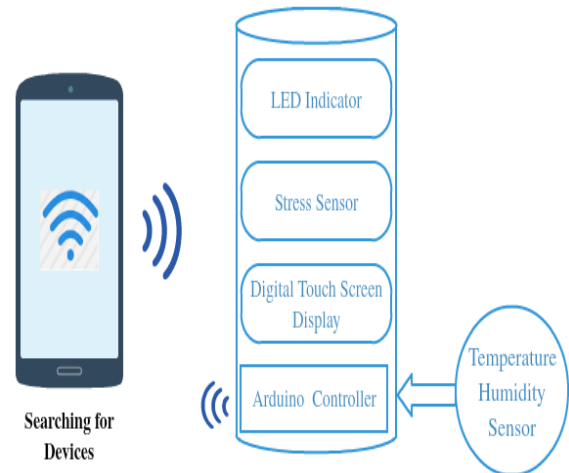 LED Indicator
Stress Sensor
Digital Touch Screen
Display
Arduino Controller
Temperature
Humidity
Sensor
Searching for
Devices